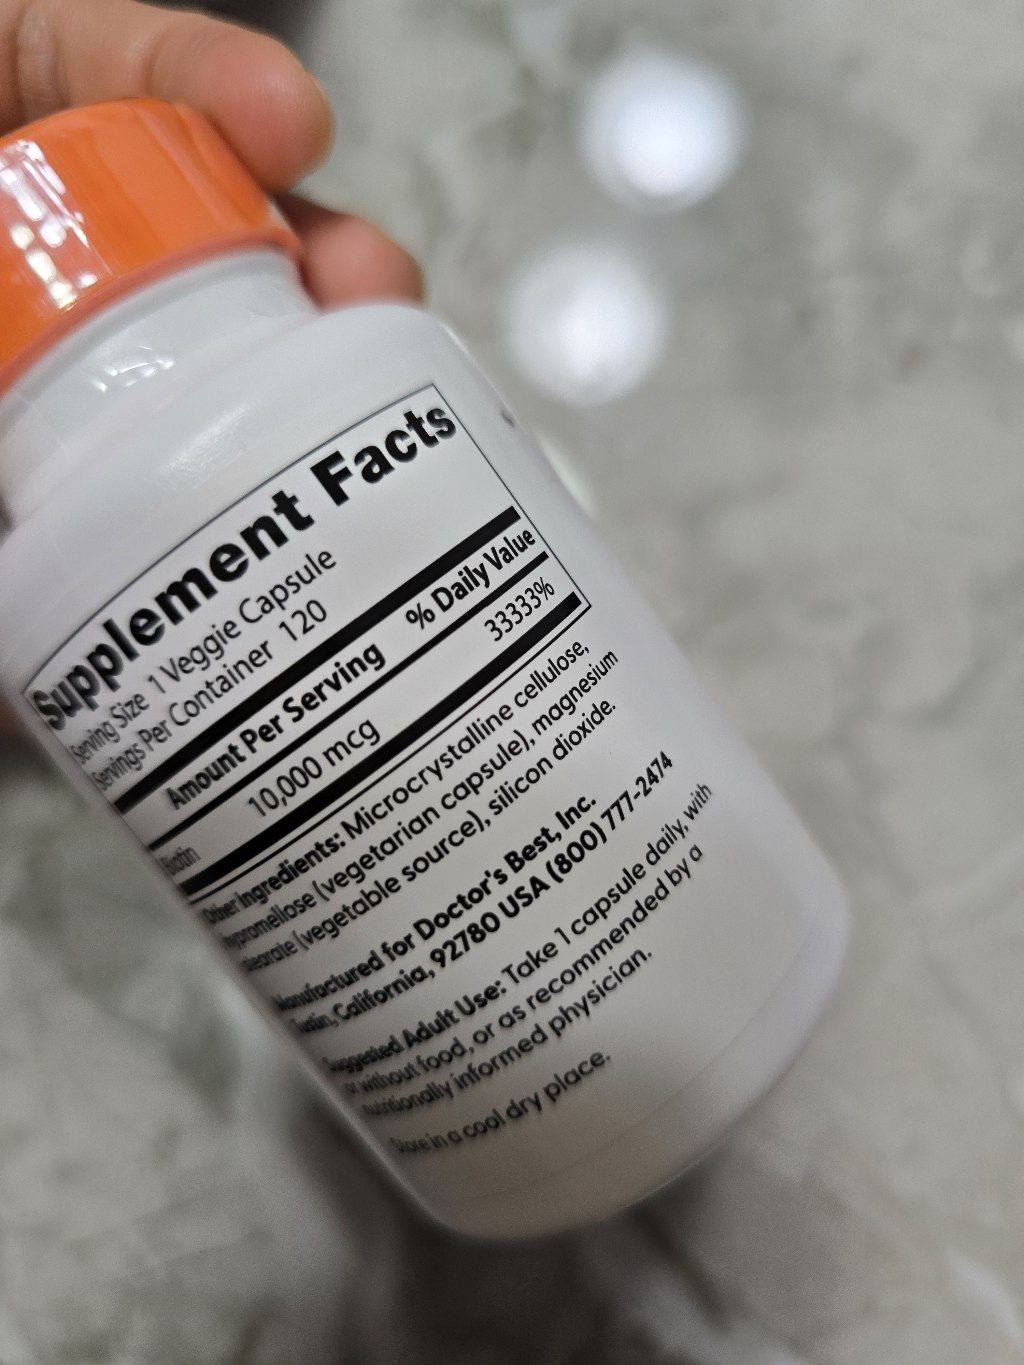 Supplement Facts
Serving Size 1 Veggie Capsule
Servings Per Container 120
Amount Per Serving % Daily Value
Biotin 10,000 mcg 33333%
Other Ingredients: Microcrystalline cellulose,
hypromellose (vegetarian capsule), magnesium
stearate (vegetable source), silicon dioxide.
Manufactured for Doctor's Best, Inc.
Tustin, California, 92780 USA (800) 777-2474
Suggested Adult Use: Take 1 capsule daily, with
or without food, or as recommended by a
nutritionally informed physician.
Store in a cool dry place.